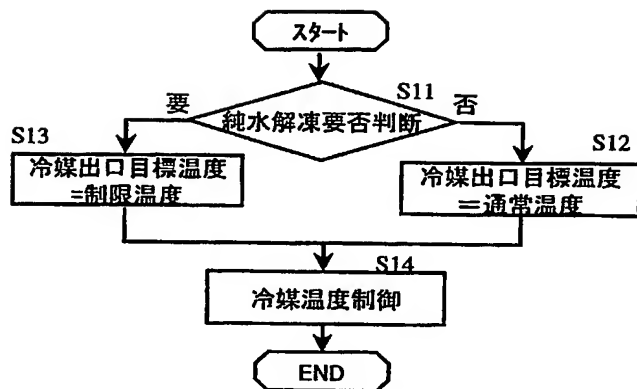 スタート
S11
純水解凍要否判断
要
否
S13
冷媒出口目標温度
=制限温度
S12
冷媒出口目標温度
＝通常温度
S14
冷媒温度制御
END